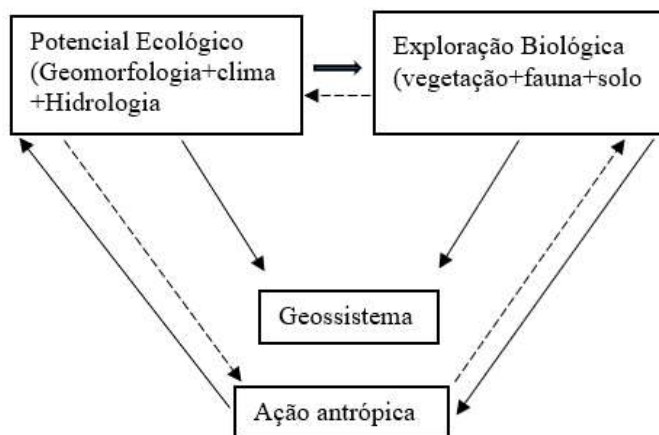 Potencial Ecológico
(Geomorfologia+clima
+Hidrologia
Exploração Biológica
(vegetação+fauna+solo
Geossistema
Ação antrópica